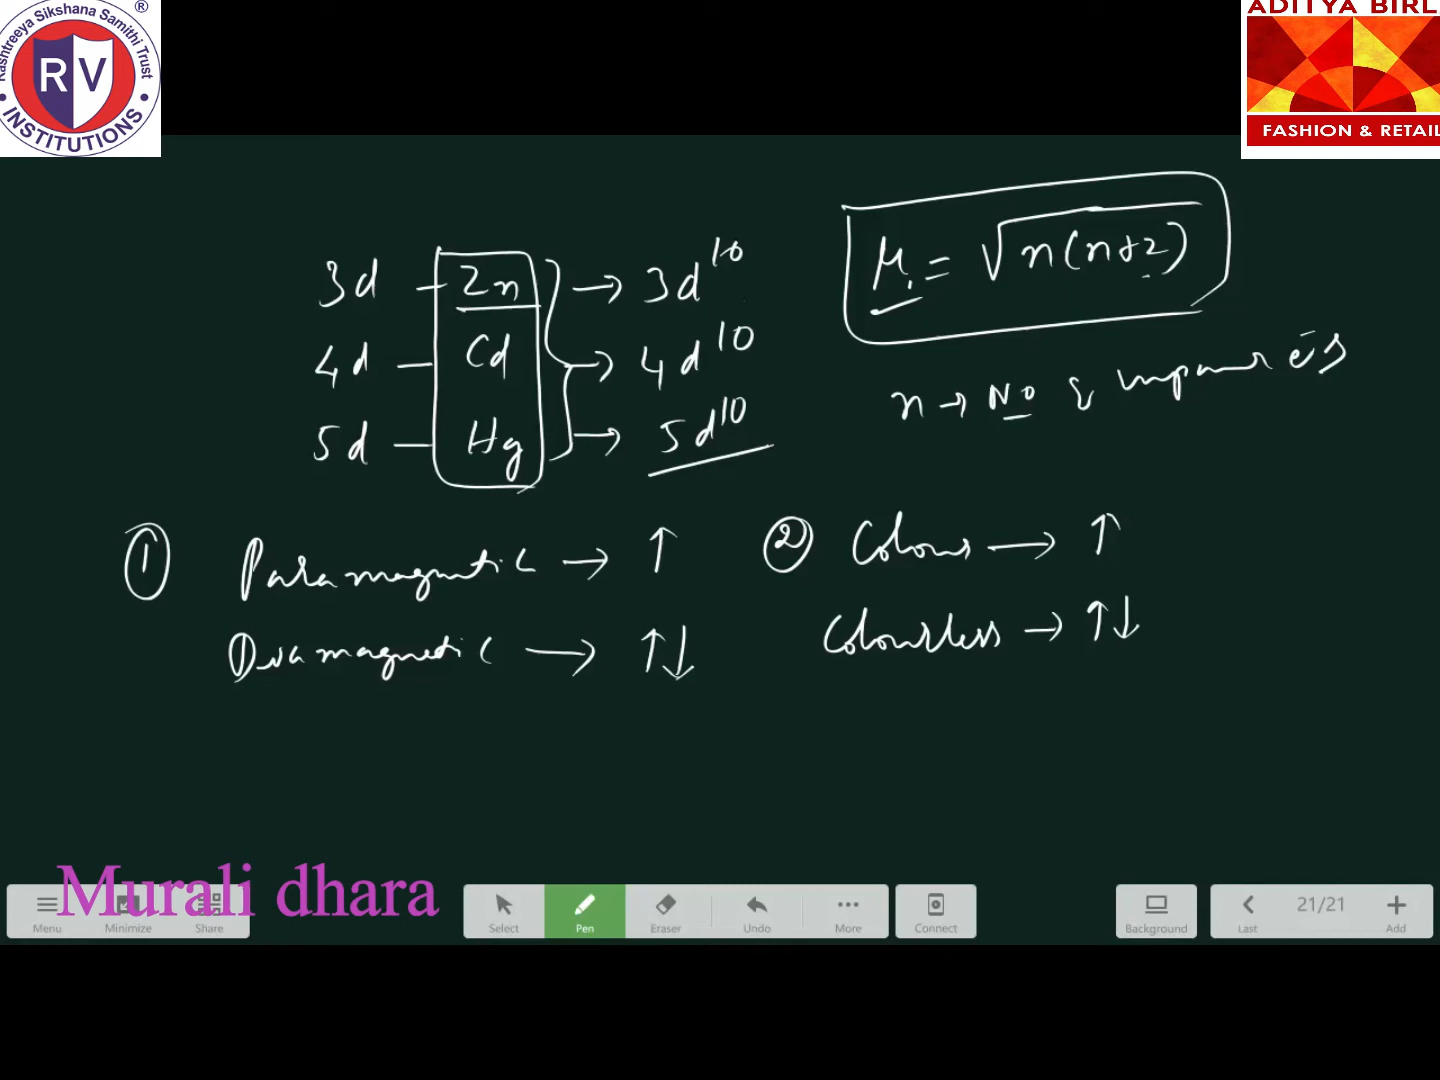 Rashtreeya Sikshana Samithi Trust
®
RV
• INSTITUTIONS •
ADITYA BIRL
FASHION & RETAIL
μ = √n(n+2)
n → No of unpaired e⁻s
3d - Zn → 3d¹⁰
4d - Cd → 4d¹⁰
5d - Hg → 5d¹⁰
① Paramagnetic → ↑
Diamagnetic → ↑↓
② Colour → ↑
Colourless → ↑↓
Murali dhara
Menu
Minimize
Share
Select
Pen
Eraser
Undo
More
Connect
Background
Last
21/21
Add